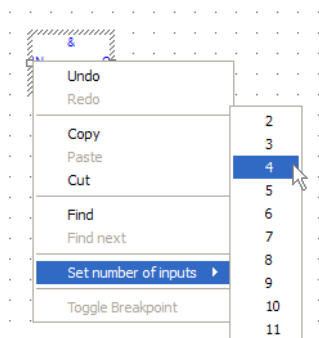 &
Undo
Redo
Copy
Paste
Cut
Find
Find next
Set number of inputs
Toggle Breakpoint
2
3
4
5
6
7
8
9
10
11